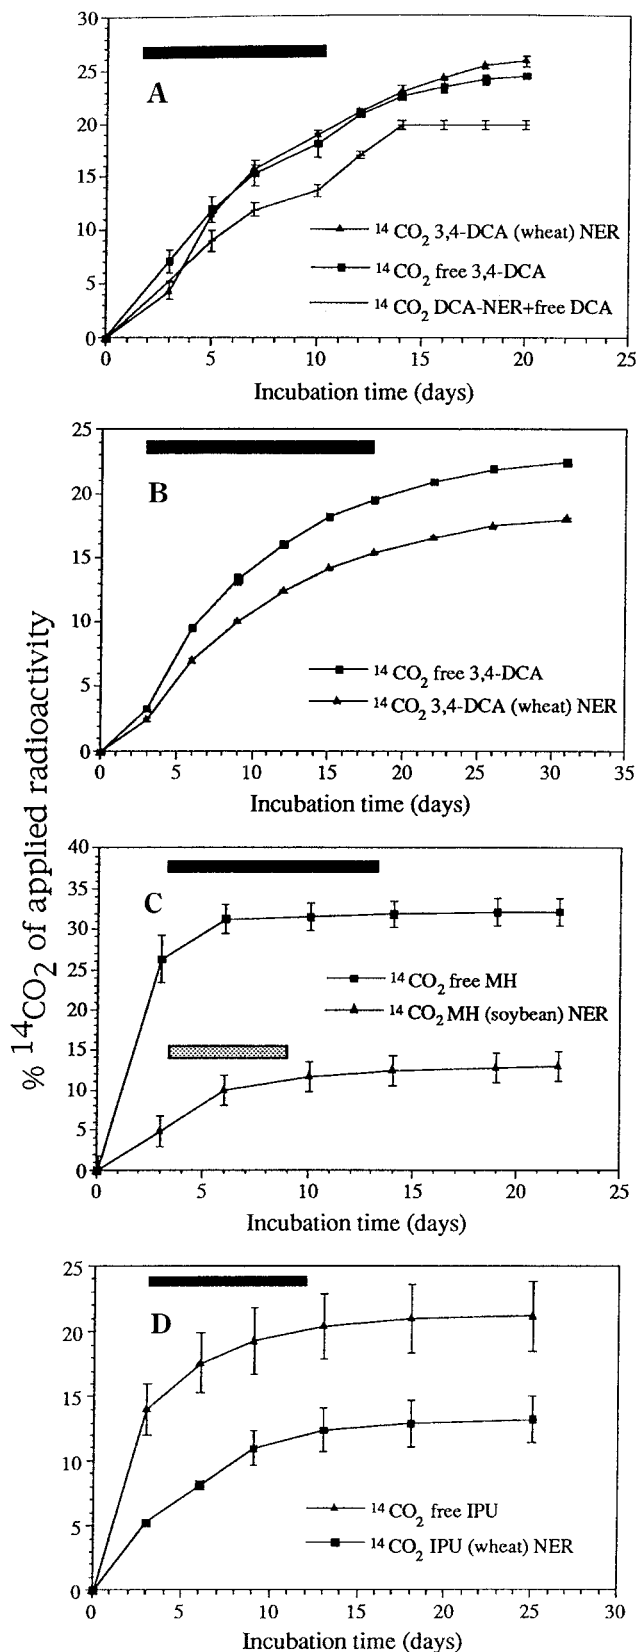 % 14CO2 of applied radioactivity
30
25
20
15
10
5
0
A
14 CO2 3,4-DCA (wheat) NER
14 CO2 free 3,4-DCA
14 CO2 DCA-NER+free DCA
0 5 10 15 20 25
Incubation time (days)
25
20
15
10
5
0
B
14 CO2 free 3,4-DCA
14 CO2 3,4-DCA (wheat) NER
0 5 10 15 20 25 30 35
Incubation time (days)
40
35
30
25
20
15
10
5
0
C
14 CO2 free MH
14 CO2 MH (soybean) NER
0 5 10 15 20 25
Incubation time (days)
25
20
15
10
5
0
D
14 CO2 free IPU
14 CO2 IPU (wheat) NER
0 5 10 15 20 25 30
Incubation time (days)